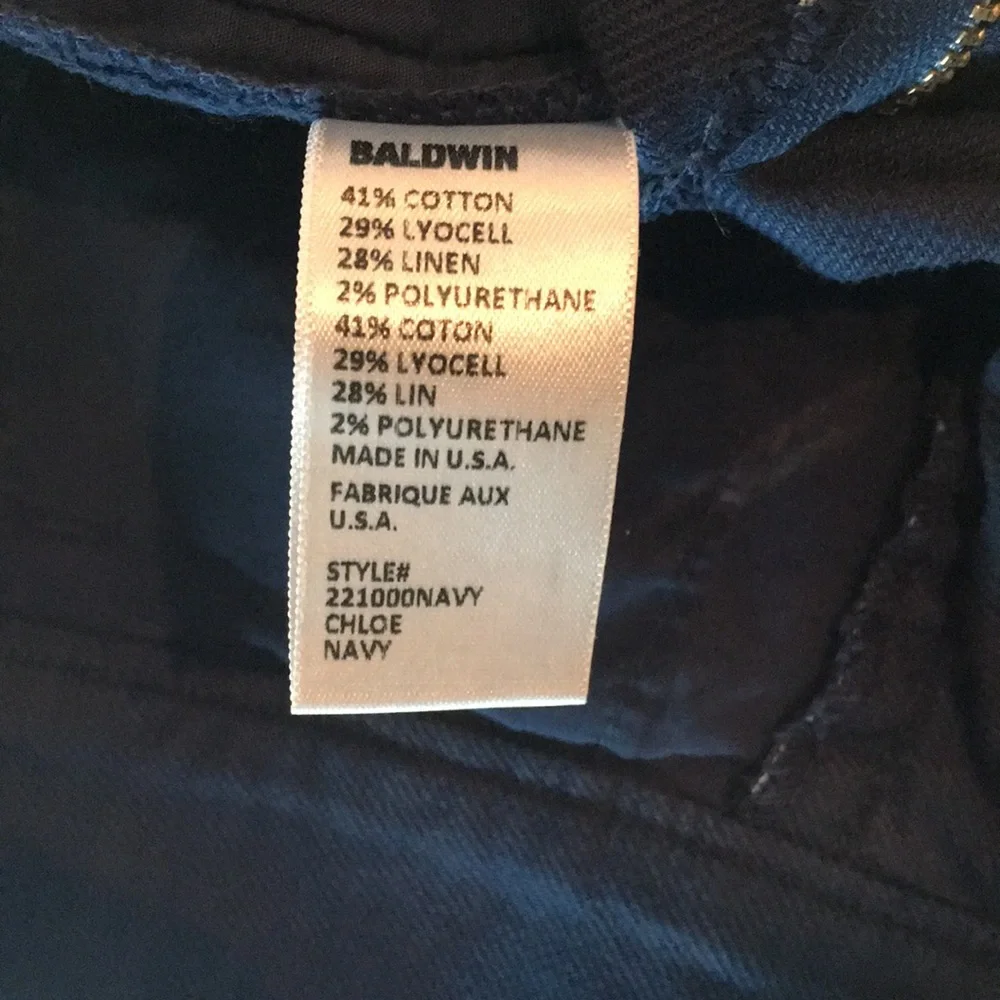 BALDWIN
41% COTTON
29% LYOCELL
28% LINEN
2% POLYURETHANE
41% COTON
29% LYOCELL
28% LIN
2% POLYURETHANE
MADE IN U.S.A.
FABRIQUE AUX
U.S.A.
STYLE#
221000NAVY
CHLOE
NAVY